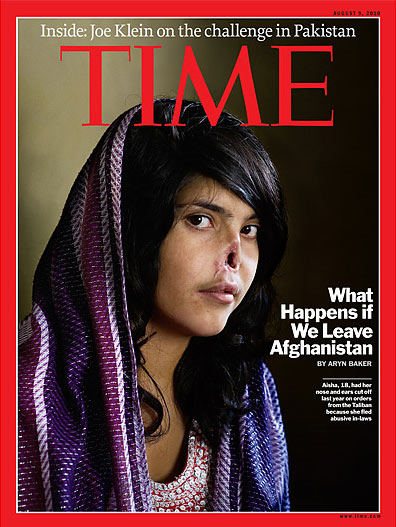 AUGUST 9, 2010
Inside: Joe Klein on the challenge in Pakistan
TIME
What
Happens if
We Leave
Afghanistan
BY ARYN BAKER
Aisha, 18, had her
nose and ears cut off
last year on orders
from the Taliban
because she fled
abusive in-laws
www.time.com